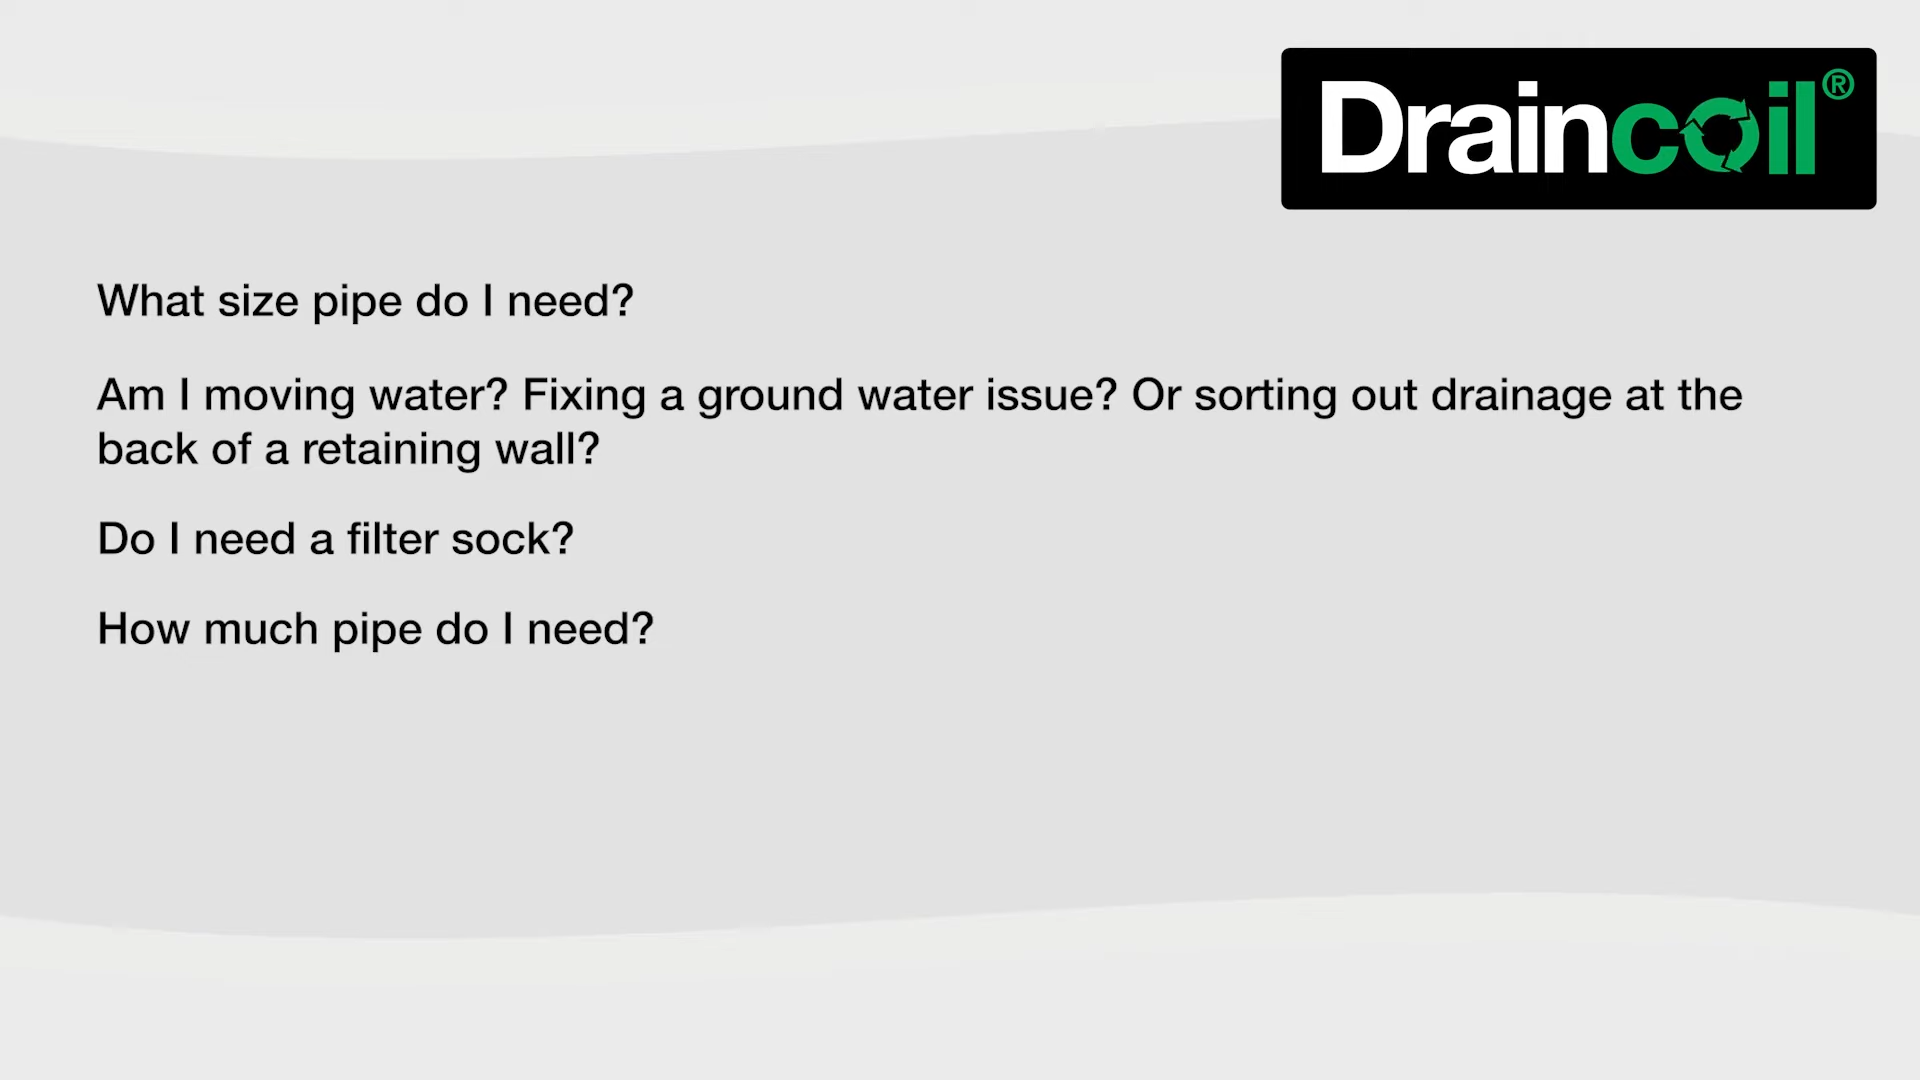 Draincoil®
What size pipe do I need?
Am I moving water? Fixing a ground water issue? Or sorting out drainage at the
back of a retaining wall?
Do I need a filter sock?
How much pipe do I need?